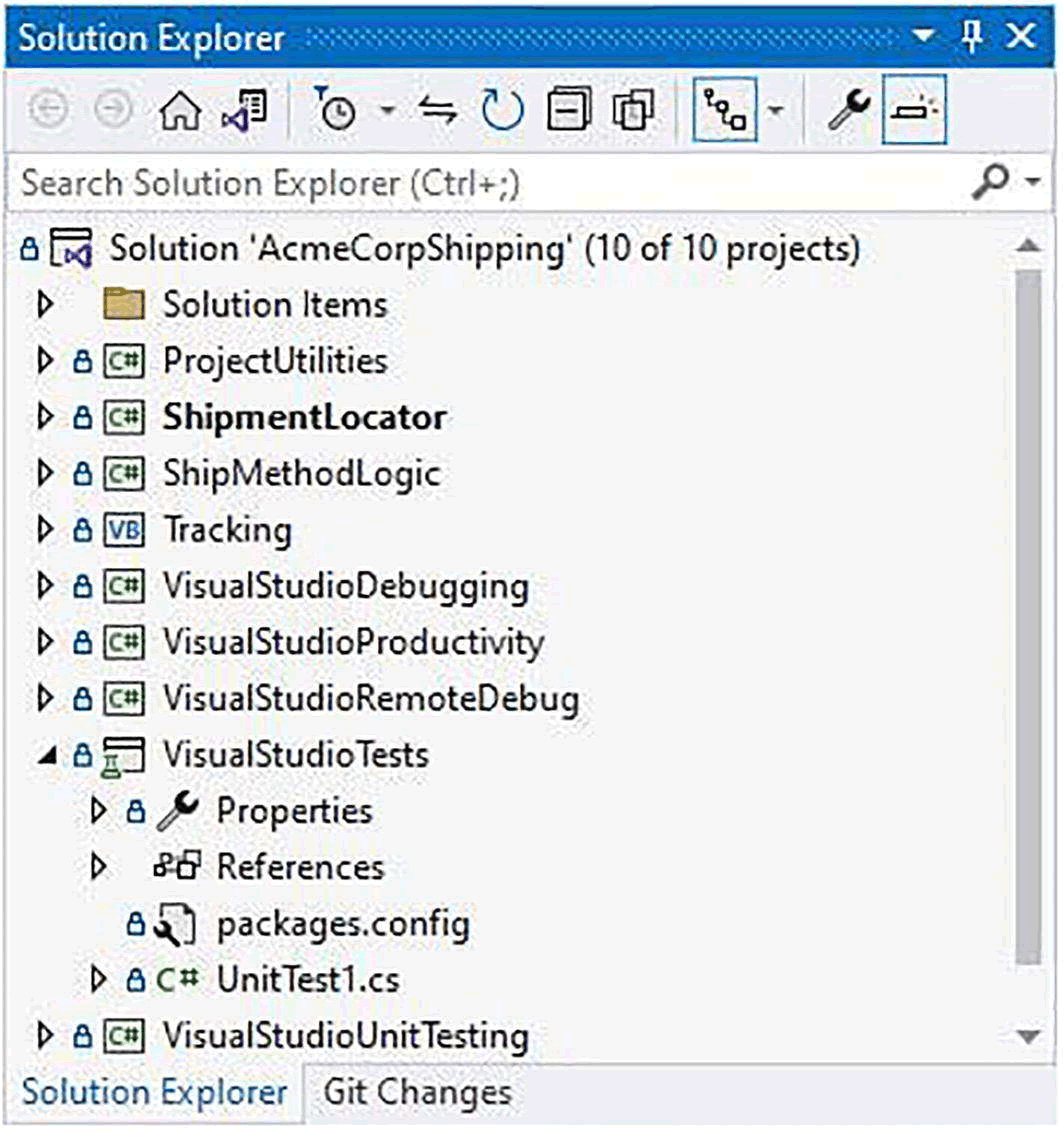 Solution Explorer
Search Solution Explorer (Ctrl+;)
Solution 'AcmeCorpShipping' (10 of 10 projects)
Solution Items
C# ProjectUtilities
C# ShipmentLocator
C# ShipMethodLogic
VB Tracking
C# VisualStudioDebugging
C# VisualStudioProductivity
C# VisualStudioRemoteDebug
VisualStudioTests
Properties
References
packages.config
C# UnitTest1.cs
C# VisualStudioUnitTesting
Solution Explorer Git Changes